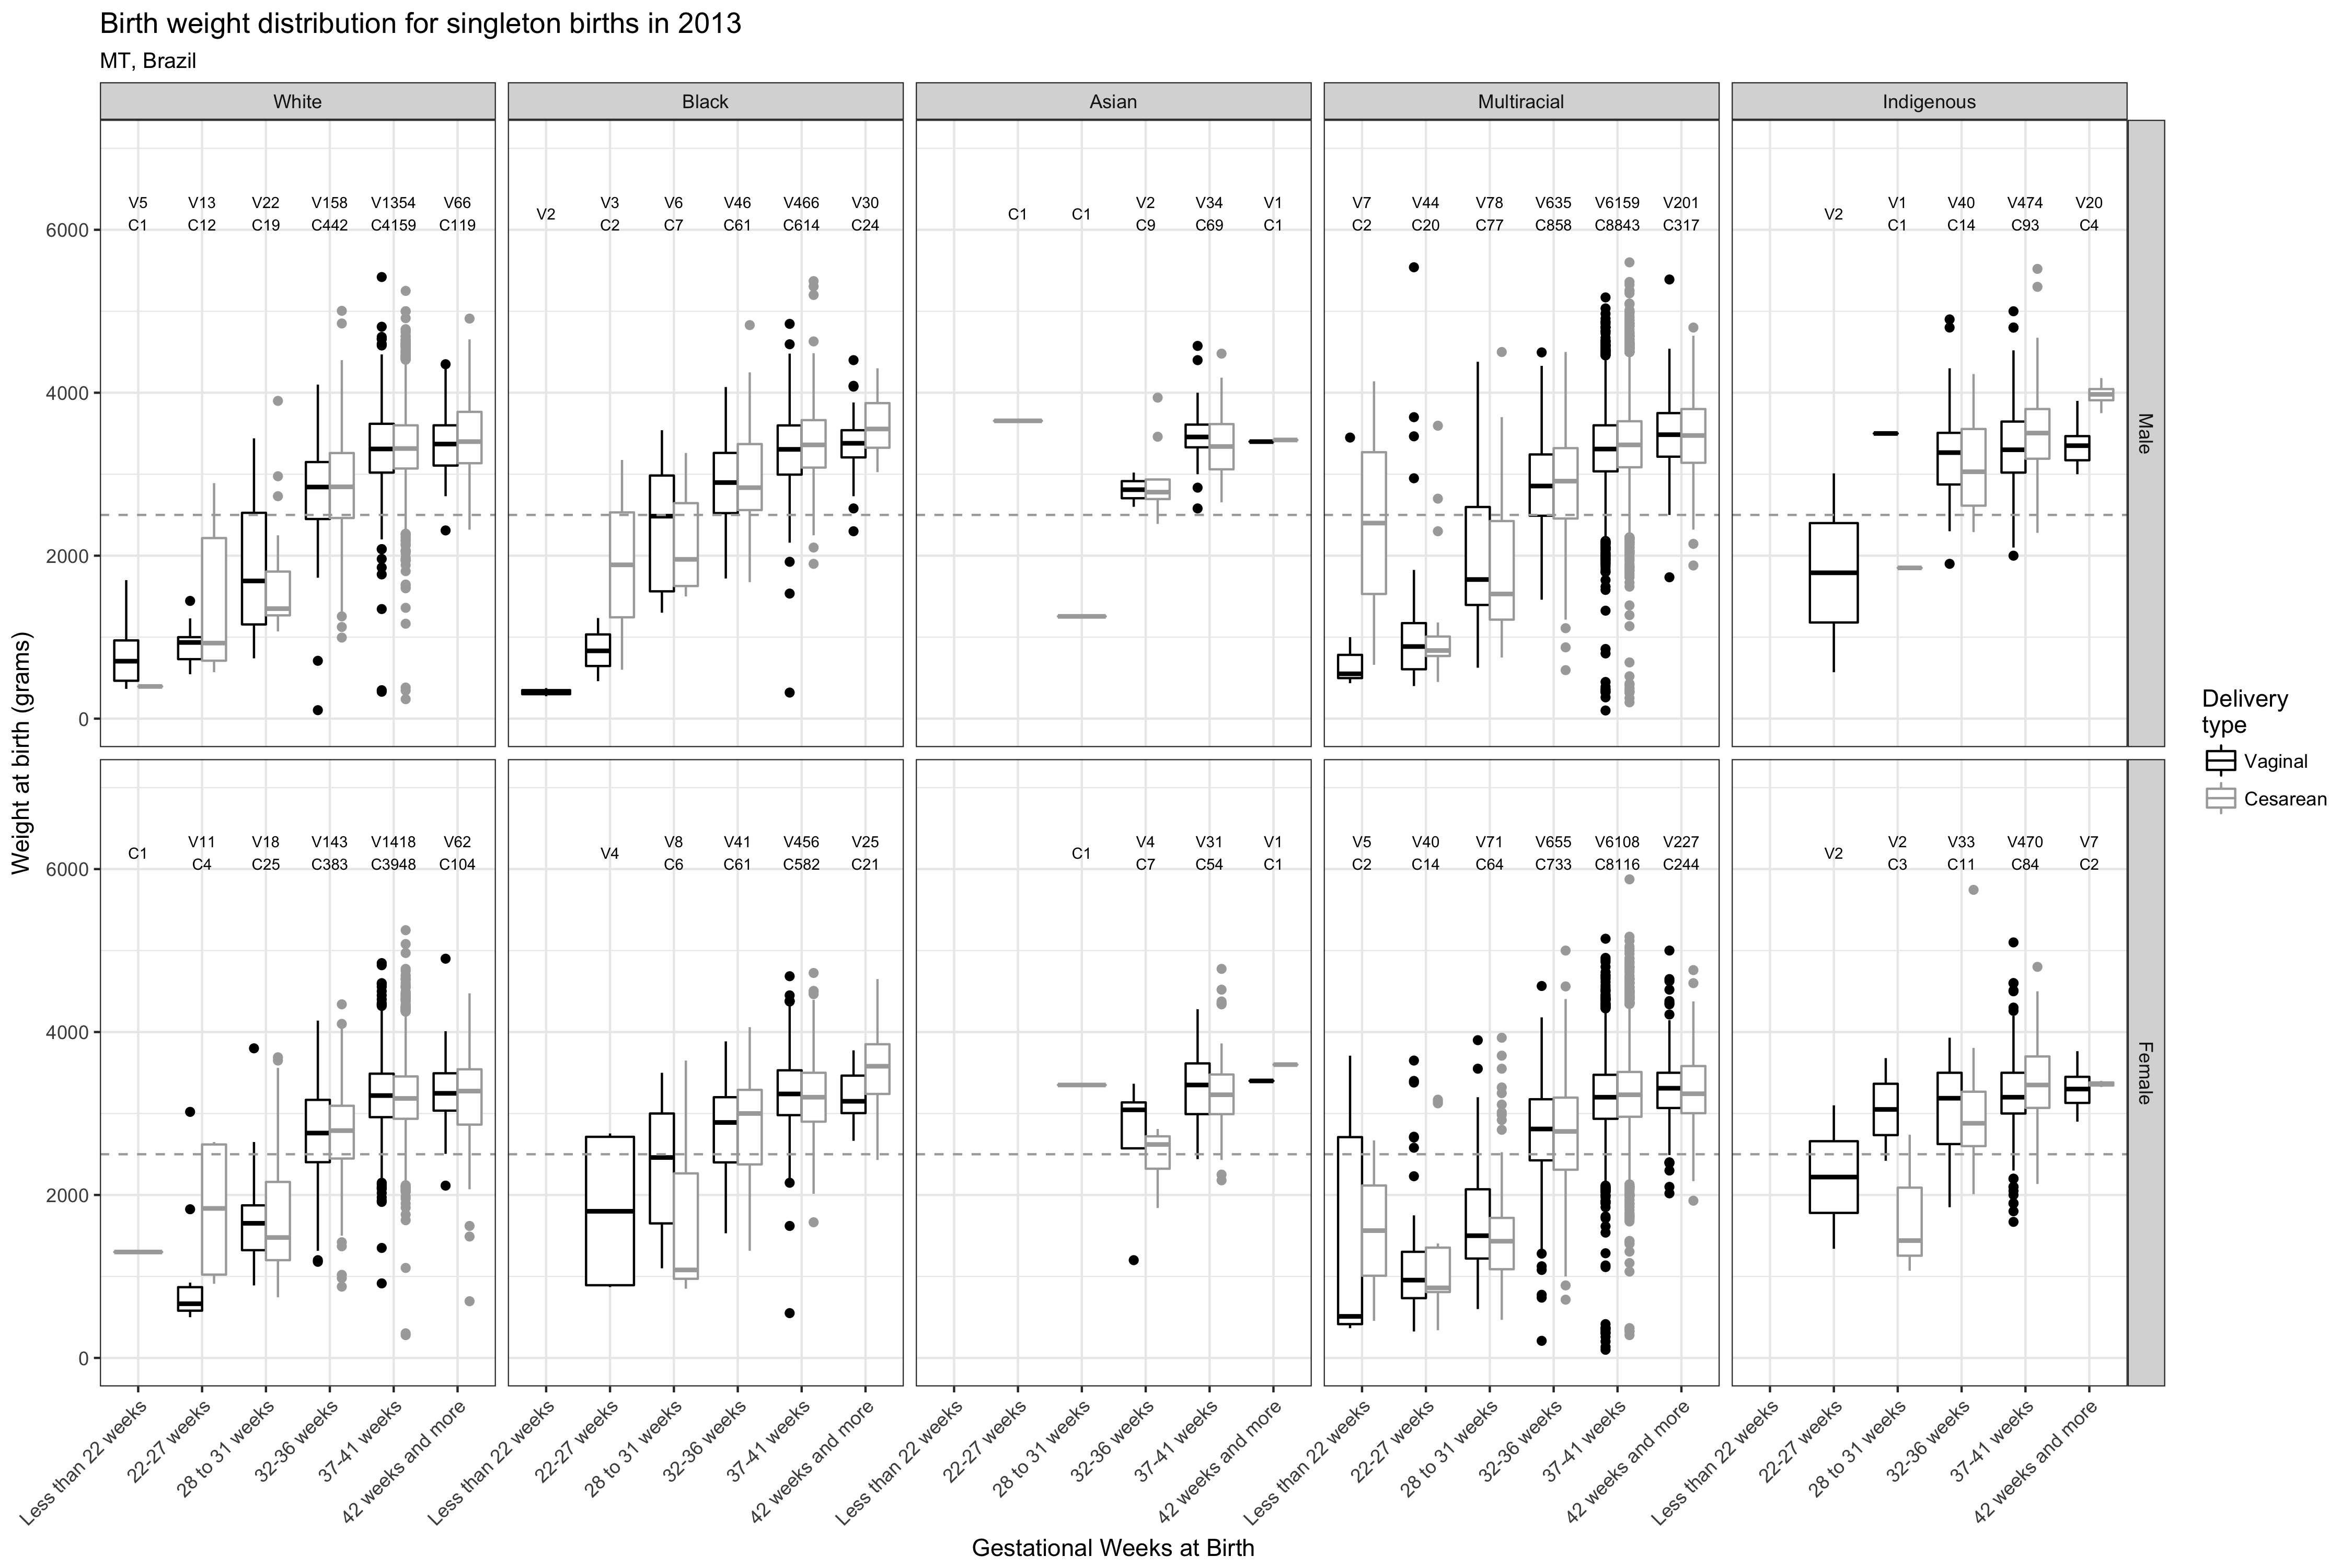 Birth weight distribution for singleton births in 2013
MT, Brazil
White
Black
Asian
Multiracial
Indigenous
V5 V13 V22 V158 V1354 V66
C1 C12 C19 C442 C4159 C119
V2 V3 V6 V46 V466 V30
C2 C7 C61 C614 C24
C1 C1 V2 V34 V1
C9 C69 C1
V7 V44 V78 V635 V6159 V201
C2 C20 C77 C858 C8843 C317
V2 V1 V40 V474 V20
C1 C14 C93 C4
6000
4000
2000
0
Male
C1 V11 V18 V143 V1418 V62
C4 C25 C383 C3948 C104
V4 V8 V41 V456 V25
C6 C61 C582 C21
C1 V4 V31 V1
C7 C54 C1
V5 V40 V71 V655 V6108 V227
C2 C14 C64 C733 C8116 C244
V2 V2 V33 V470 V7
C3 C11 C84 C2
6000
4000
2000
0
Female
Weight at birth (grams)
Less than 22 weeks
22-27 weeks
28 to 31 weeks
32-36 weeks
37-41 weeks
42 weeks and more
Less than 22 weeks
22-27 weeks
28 to 31 weeks
32-36 weeks
37-41 weeks
42 weeks and more
Less than 22 weeks
22-27 weeks
28 to 31 weeks
32-36 weeks
37-41 weeks
42 weeks and more
Less than 22 weeks
22-27 weeks
28 to 31 weeks
32-36 weeks
37-41 weeks
42 weeks and more
Less than 22 weeks
22-27 weeks
28 to 31 weeks
32-36 weeks
37-41 weeks
42 weeks and more
Gestational Weeks at Birth
Delivery
type
Vaginal
Cesarean